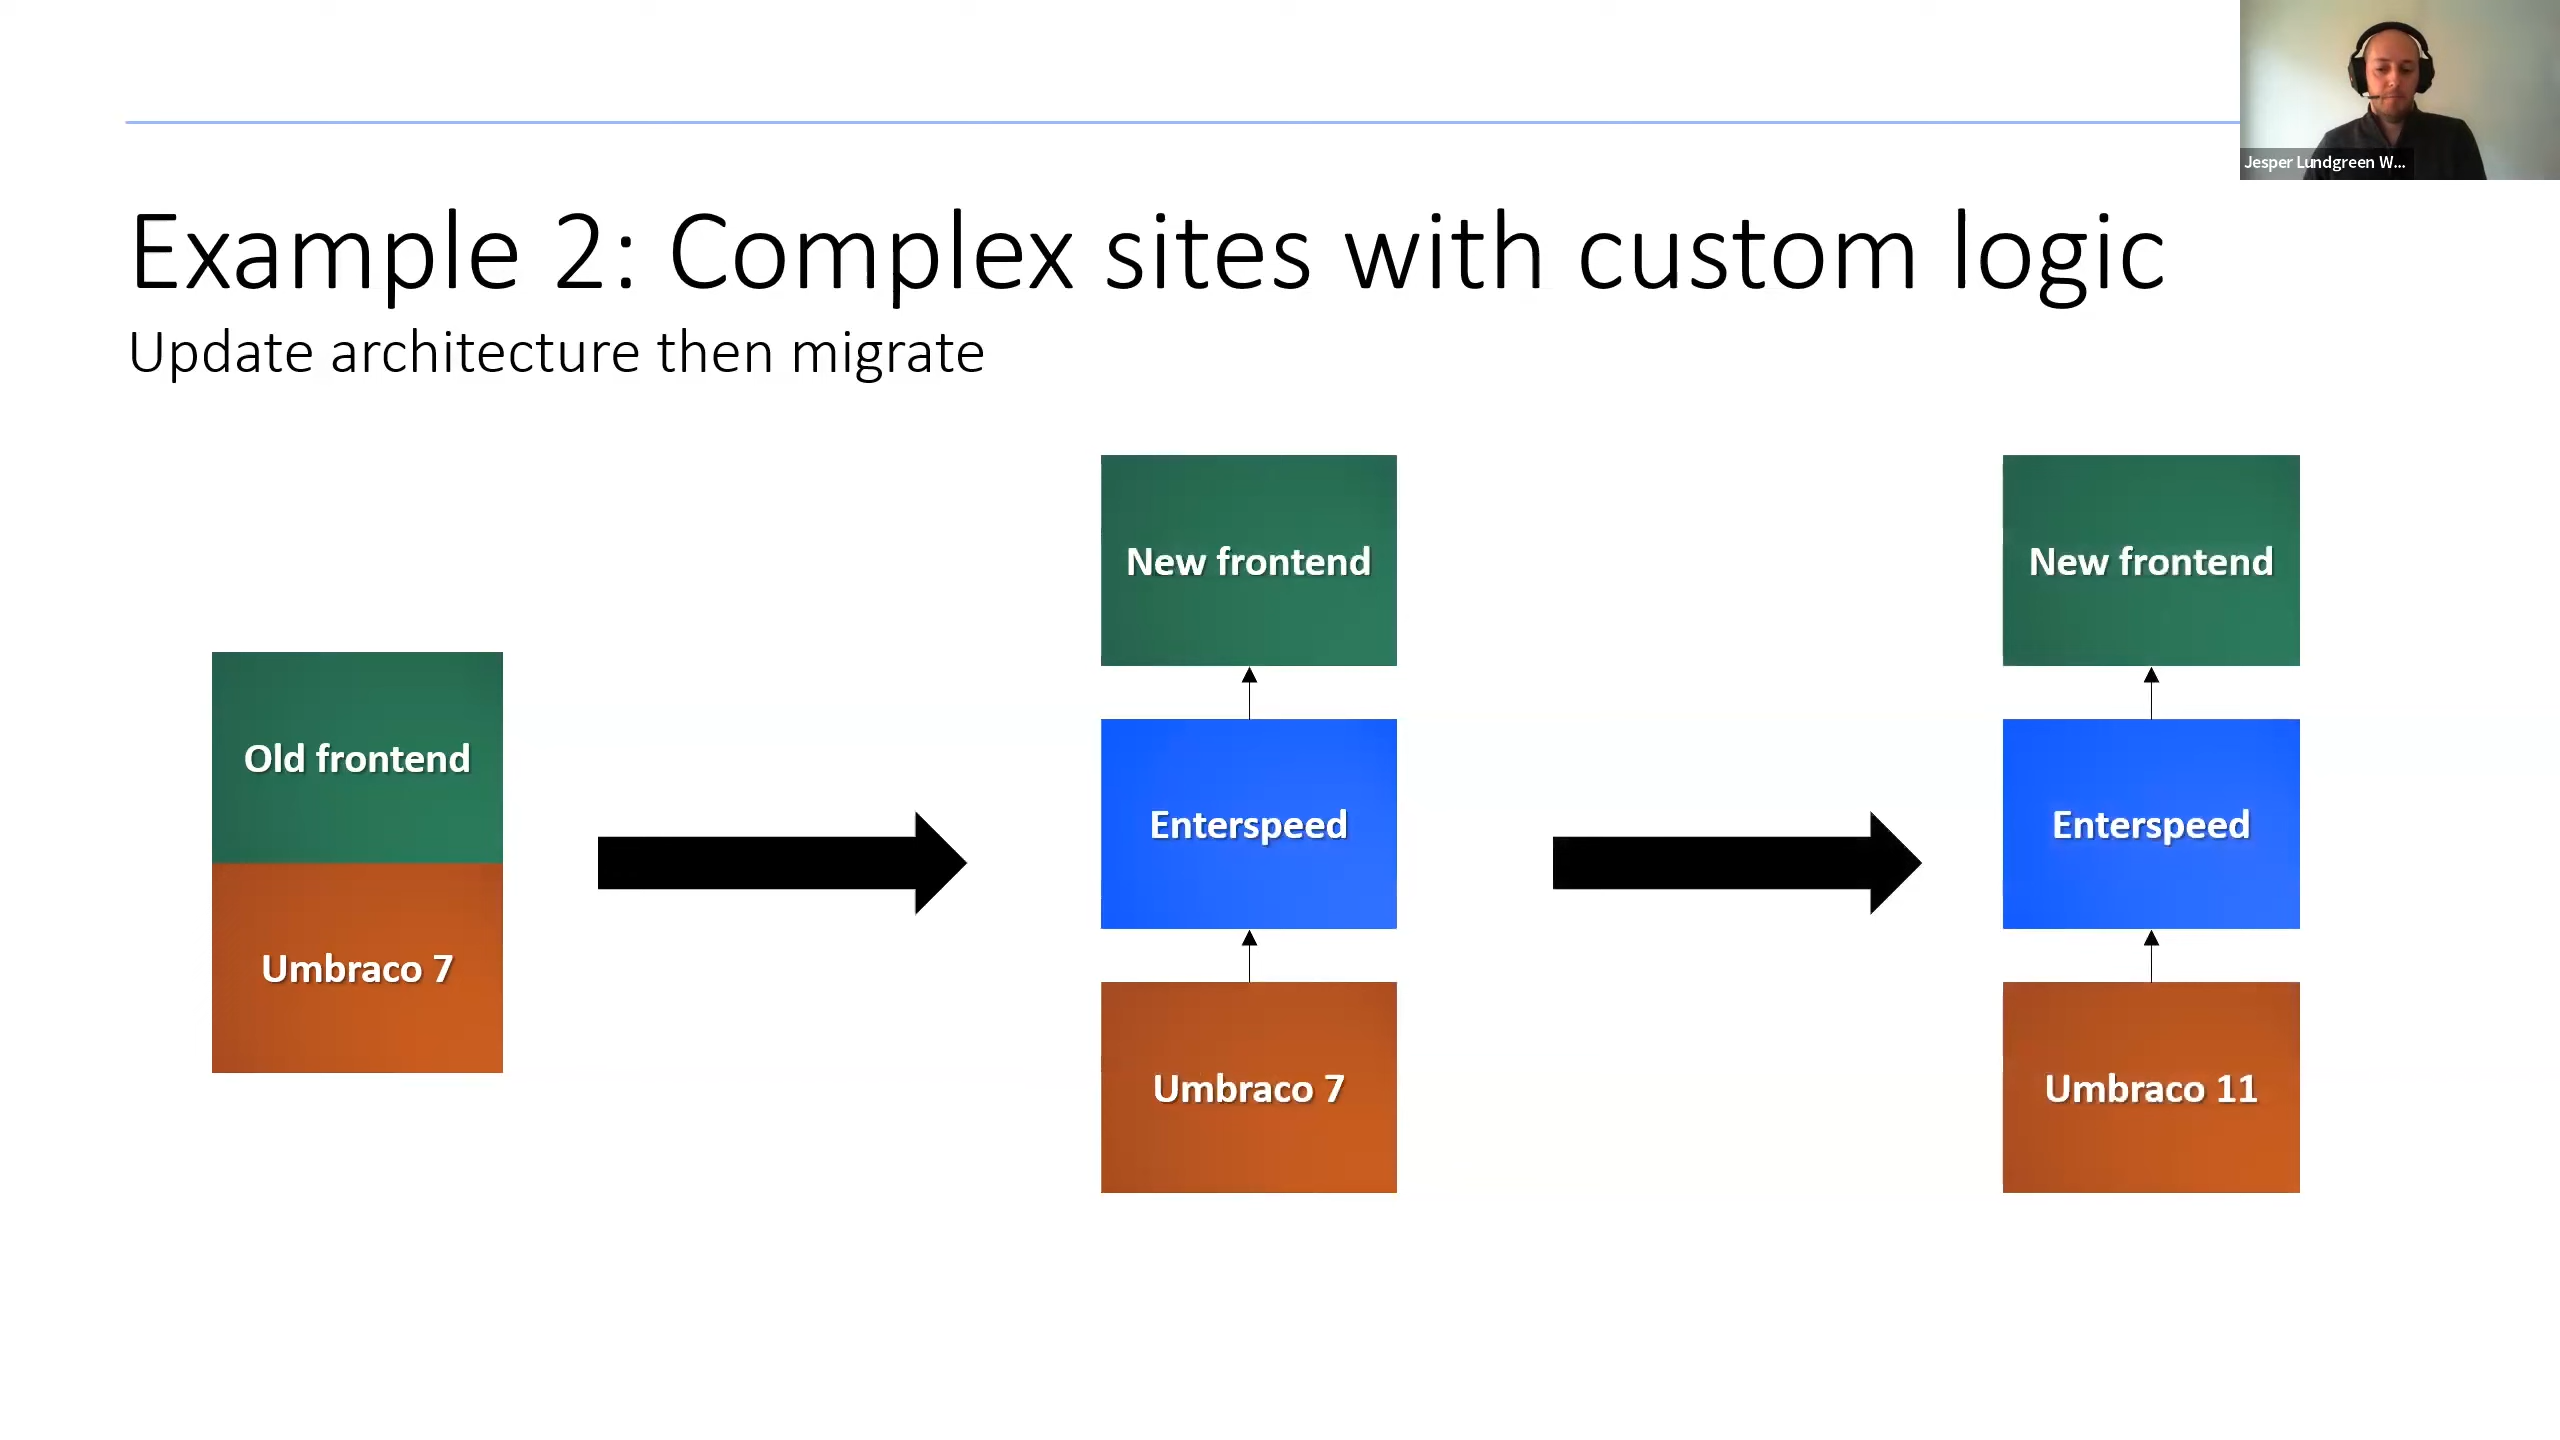 Jesper Lundgreen W...
Example 2: Complex sites with custom logic
Update architecture then migrate
Old frontend
Umbraco 7
New frontend
Enterspeed
Umbraco 7
New frontend
Enterspeed
Umbraco 11